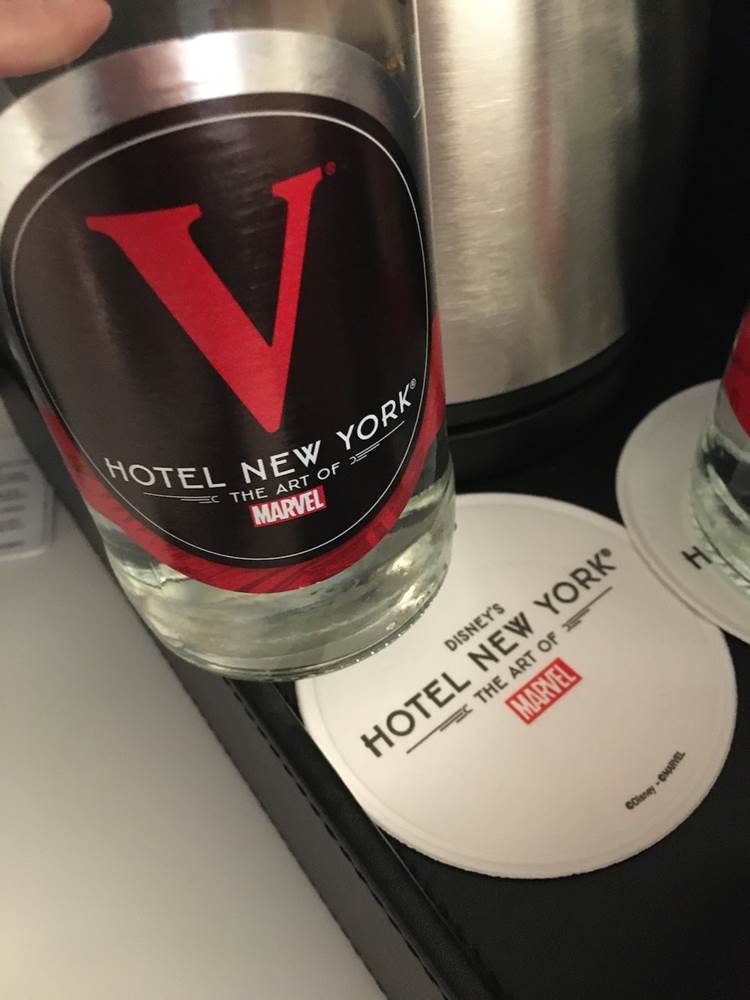 V®
HOTEL NEW YORK®
THE ART OF
MARVEL
DISNEY'S
HOTEL NEW YORK®
THE ART OF
MARVEL
©Disney - ©MARVEL
H